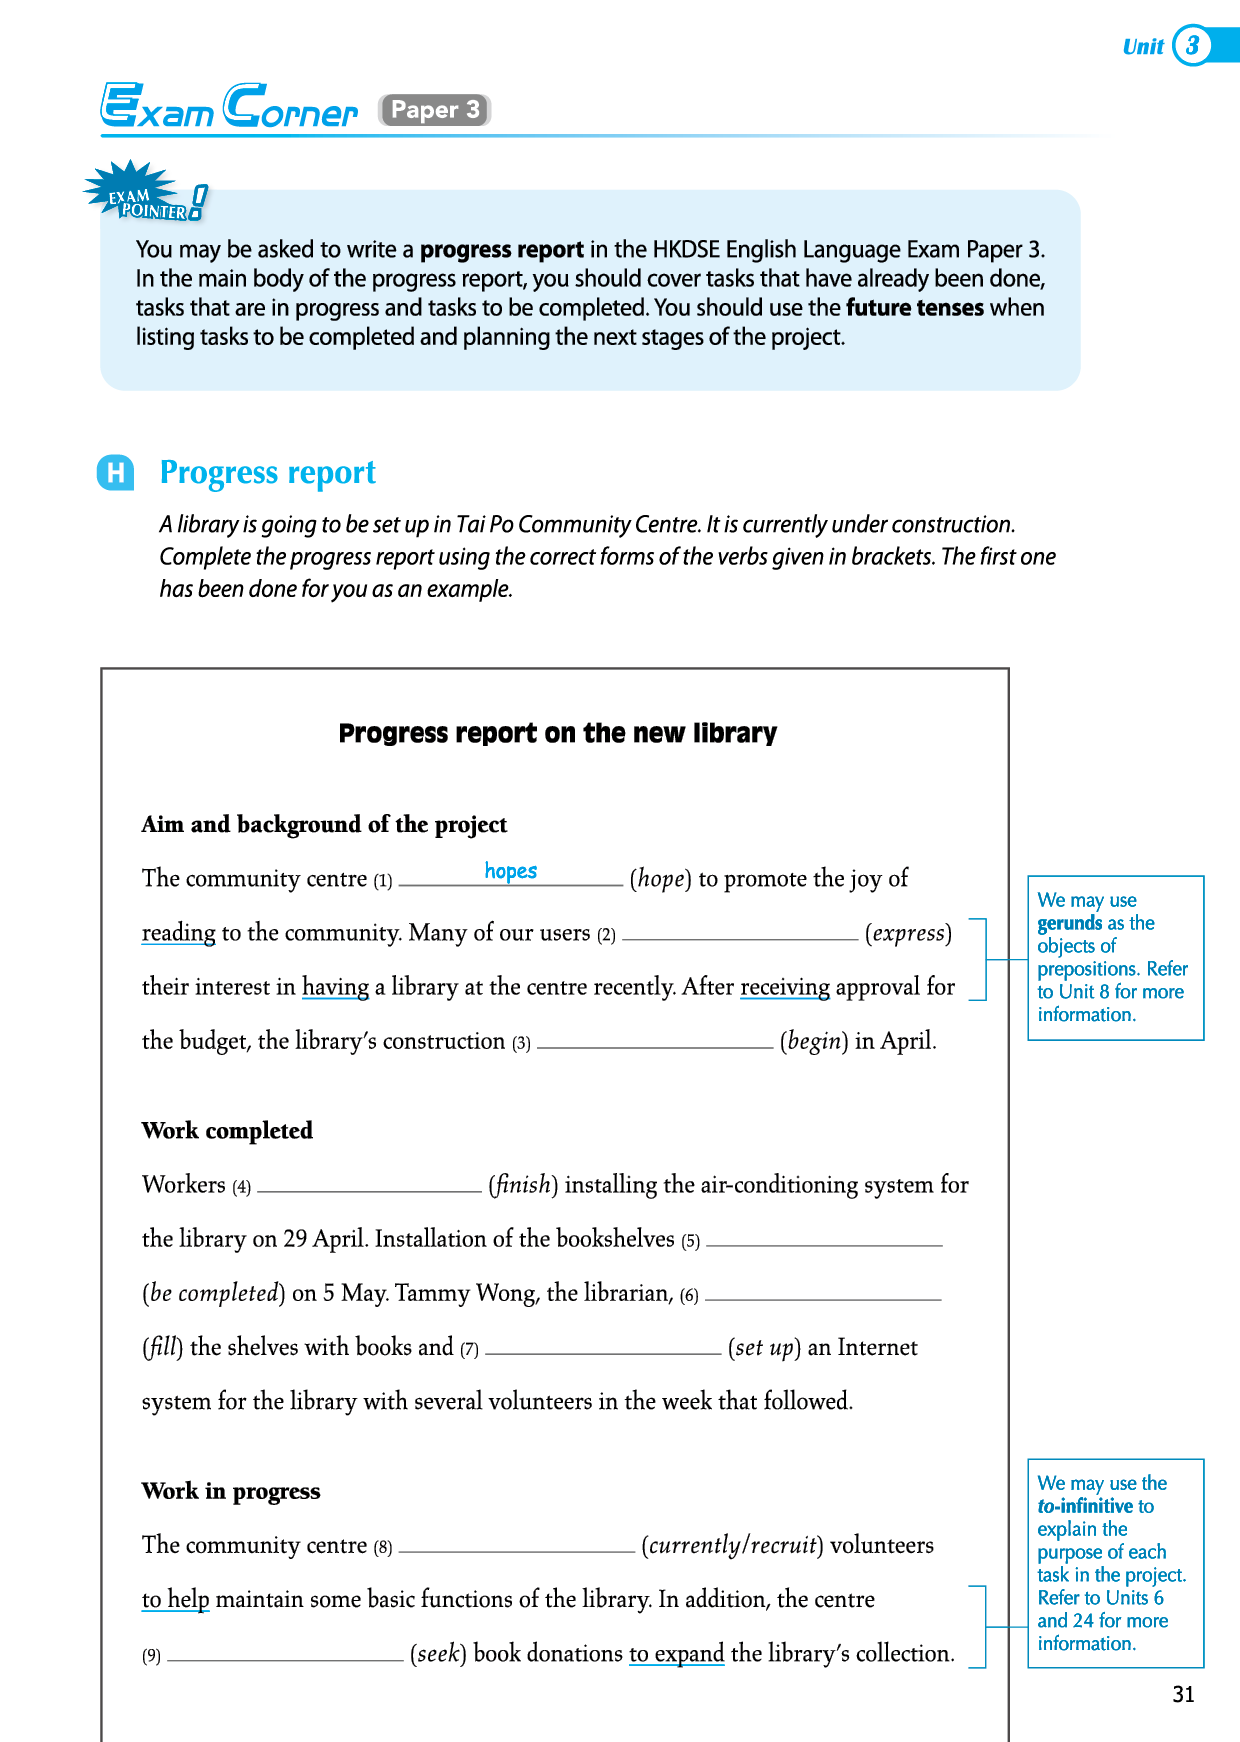 Unit 3
Exam Corner Paper 3
EXAM
POINTER!
You may be asked to write a progress report in the HKDSE English Language Exam Paper 3.
In the main body of the progress report, you should cover tasks that have already been done,
tasks that are in progress and tasks to be completed. You should use the future tenses when
listing tasks to be completed and planning the next stages of the project.
H Progress report
A library is going to be set up in Tai Po Community Centre. It is currently under construction.
Complete the progress report using the correct forms of the verbs given in brackets. The first one
has been done for you as an example.
Progress report on the new library
Aim and background of the project
The community centre (1) hopes (hope) to promote the joy of
reading to the community. Many of our users (2) ____ (express)
their interest in having a library at the centre recently. After receiving approval for
the budget, the library's construction (3) ____ (begin) in April.
We may use
gerunds as the
objects of
prepositions. Refer
to Unit 8 for more
information.
Work completed
Workers (4) ____ (finish) installing the air-conditioning system for
the library on 29 April. Installation of the bookshelves (5) ____
(be completed) on 5 May. Tammy Wong, the librarian, (6) ____
(fill) the shelves with books and (7) ____ (set up) an Internet
system for the library with several volunteers in the week that followed.
Work in progress
The community centre (8) ____ (currently/recruit) volunteers
to help maintain some basic functions of the library. In addition, the centre
(9) ____ (seek) book donations to expand the library's collection.
We may use the
to-infinitive to
explain the
purpose of each
task in the project.
Refer to Units 6
and 24 for more
information.
31